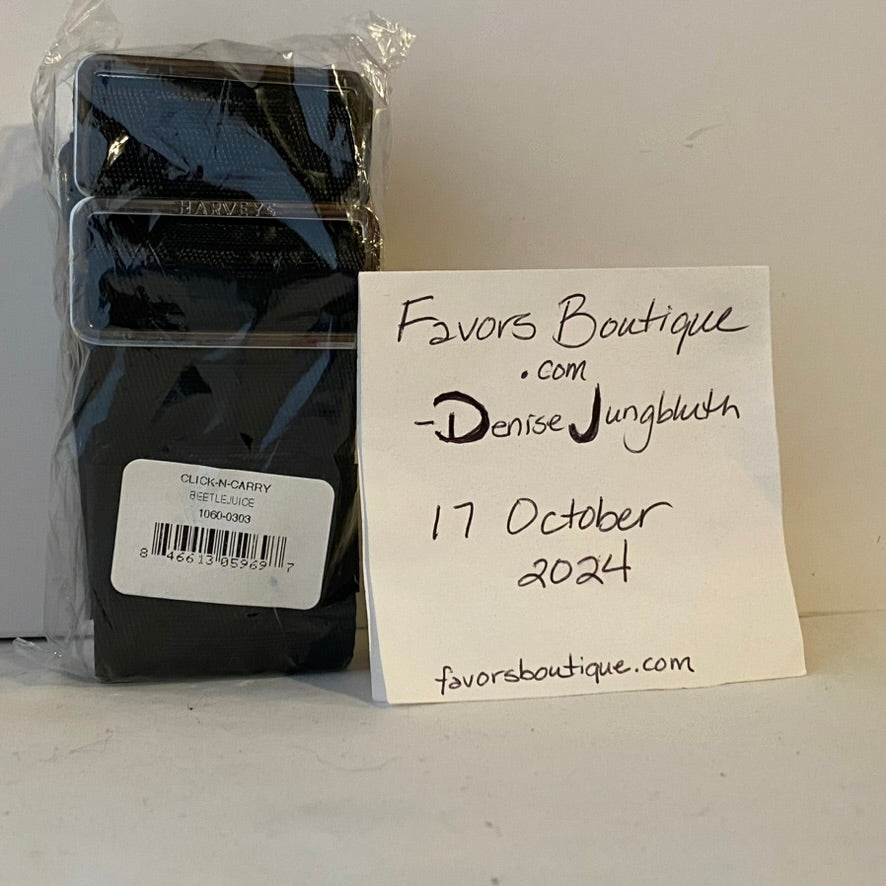 HARVEYS
CLICK-N-CARRY
BEETLEJUICE
1060-0303
8 46613 05969 7
Favors Boutique
.com
-Denise Jungbluth
17 October
2024
favorsboutique.com